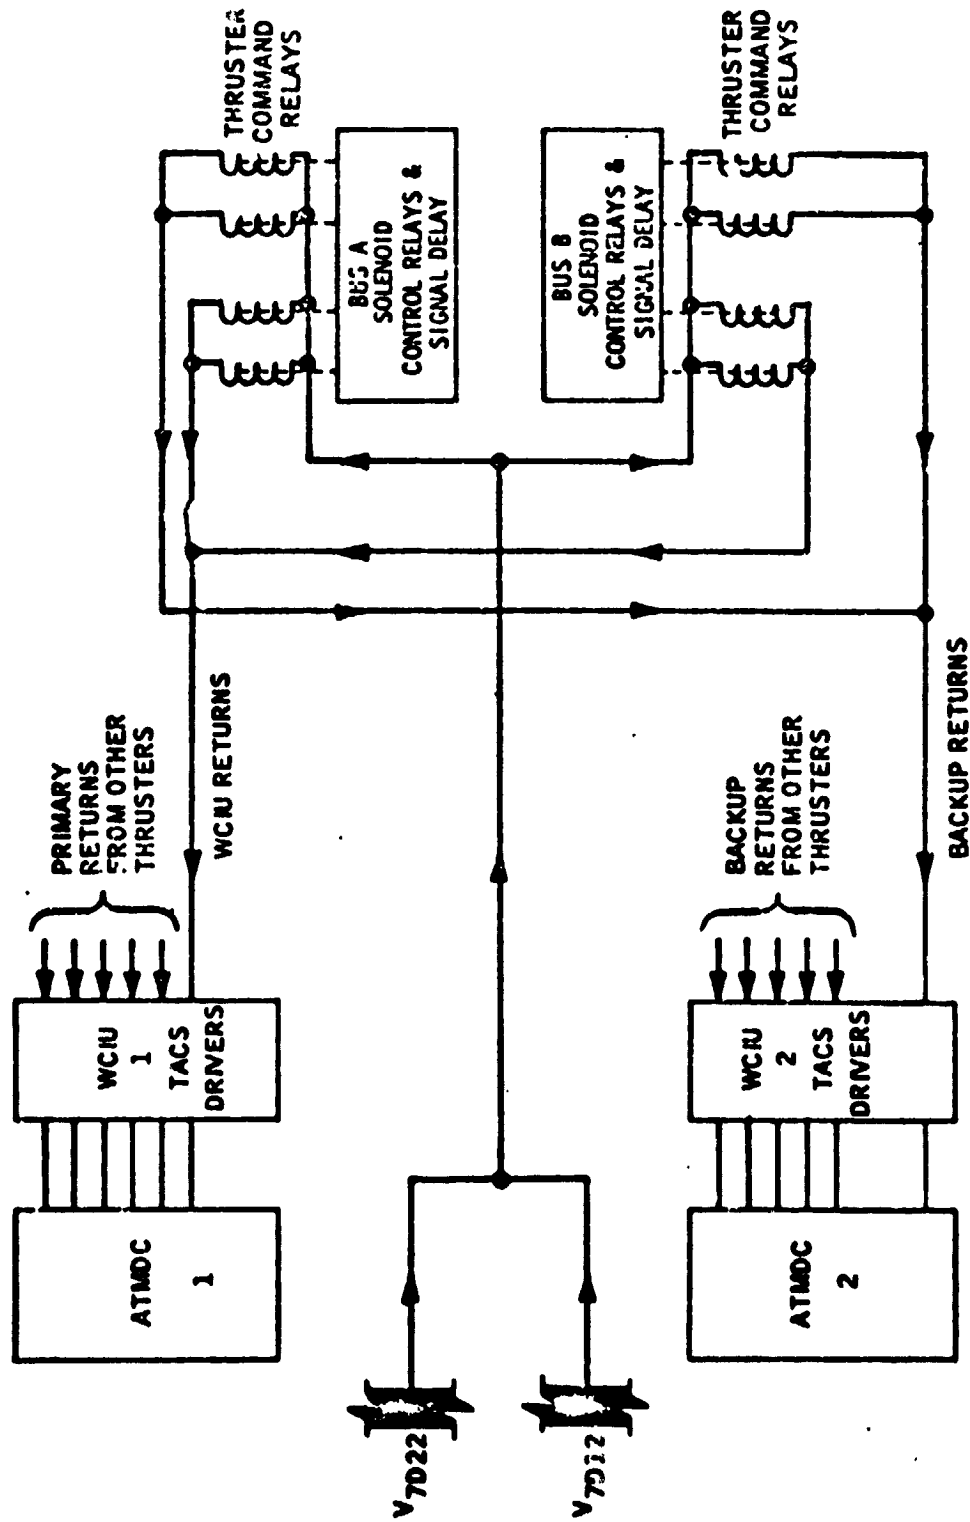 ATMDC
1
WCIU
1
TACS
DRIVERS
PRIMARY
RETURNS
FROM OTHER
THRUSTERS
WCIU RETURNS
THRUSTER
COMMAND
RELAYS
BUS A
SOLENOID
CONTROL RELAYS &
SIGNAL DELAY
V7D22
V7D12
BUS B
SOLENOID
CONTROL RELAYS &
SIGNAL DELAY
THRUSTER
COMMAND
RELAYS
ATMDC
2
WCIU
2
TACS
DRIVERS
BACKUP
RETURNS
FROM OTHER
THRUSTERS
BACKUP RETURNS